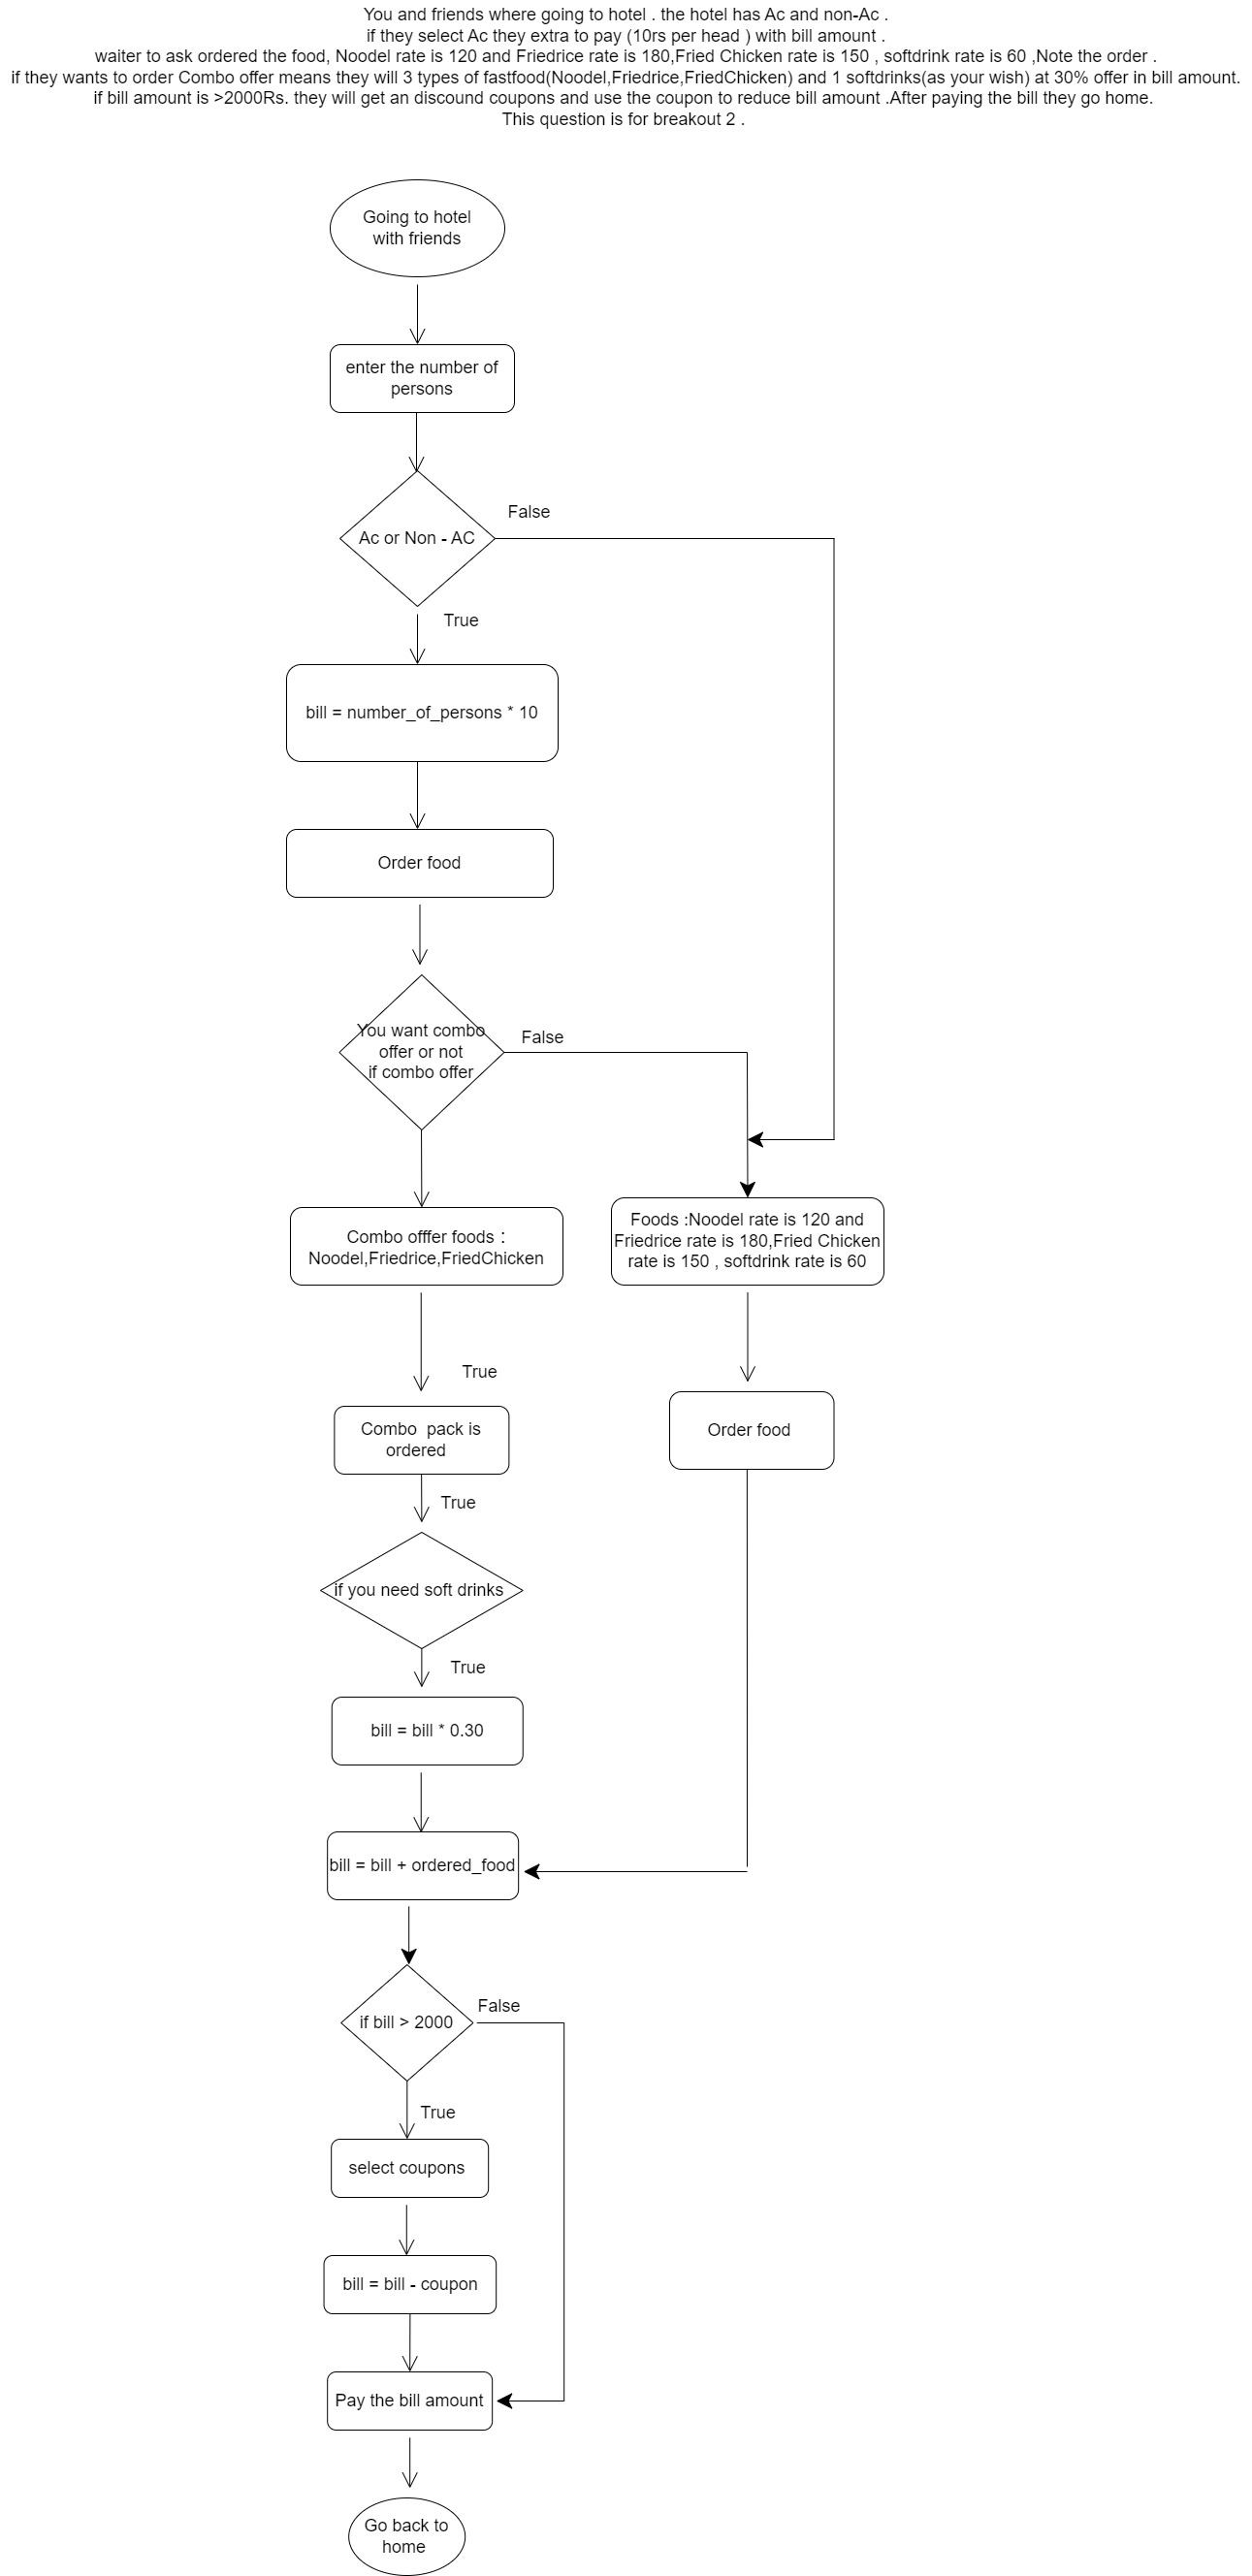 You and friends where going to hotel . the hotel has Ac and non-Ac .
if they select Ac they extra to pay (10rs per head ) with bill amount .
waiter to ask ordered the food, Noodel rate is 120 and Friedrice rate is 180,Fried Chicken rate is 150 , softdrink rate is 60 ,Note the order .
if they wants to order Combo offer means they will 3 types of fastfood(Noodel,Friedrice,FriedChicken) and 1 softdrinks(as your wish) at 30% offer in bill amount.
if bill amount is >2000Rs. they will get an discound coupons and use the coupon to reduce bill amount .After paying the bill they go home.
This question is for breakout 2 .
Going to hotel
with friends
enter the number of
persons
Ac or Non - AC
False
True
bill = number_of_persons * 10
Order food
You want combo
offer or not
if combo offer
False
Combo offfer foods :
Noodel,Friedrice,FriedChicken
Foods :Noodel rate is 120 and
Friedrice rate is 180,Fried Chicken
rate is 150 , softdrink rate is 60
True
Combo  pack is
ordered
Order food
True
if you need soft drinks
True
bill = bill * 0.30
bill = bill + ordered_food
if bill > 2000
False
True
select coupons
bill = bill - coupon
Pay the bill amount
Go back to
home